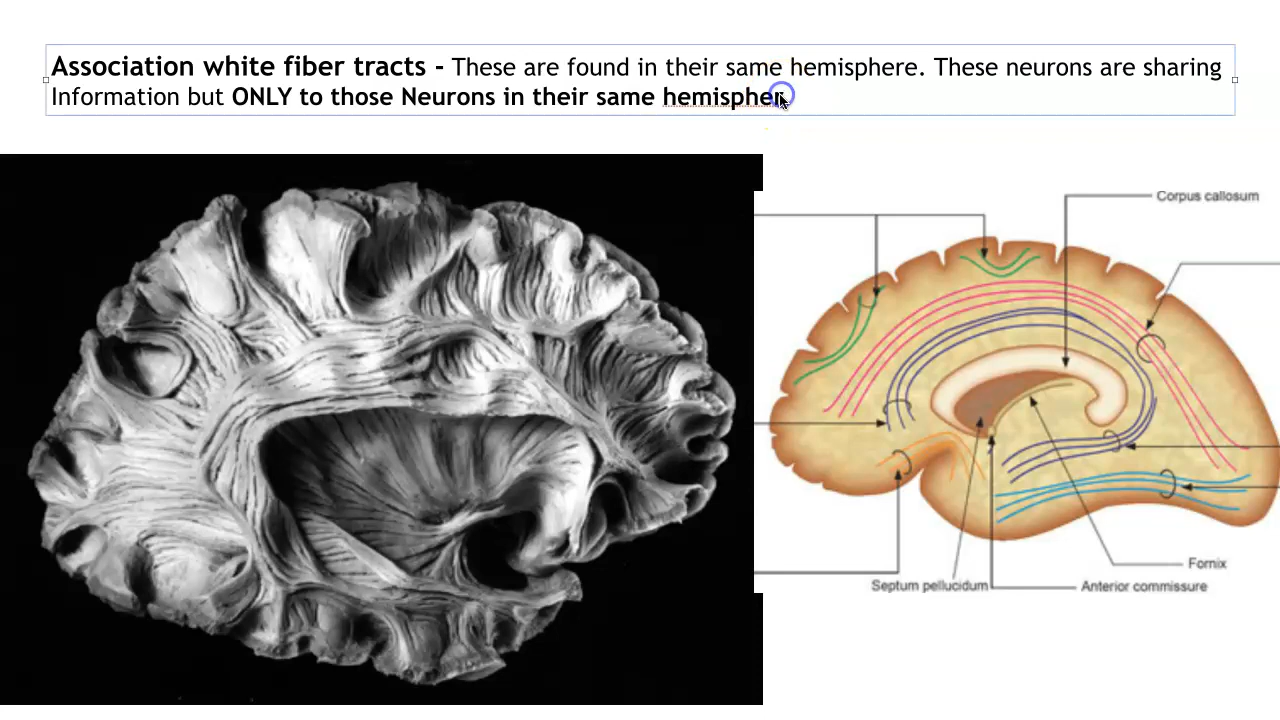 Association white fiber tracts - These are found in their same hemisphere. These neurons are sharing
Information but ONLY to those Neurons in their same hemispher
Corpus callosum
Fornix
Septum pellucidum
Anterior commissure